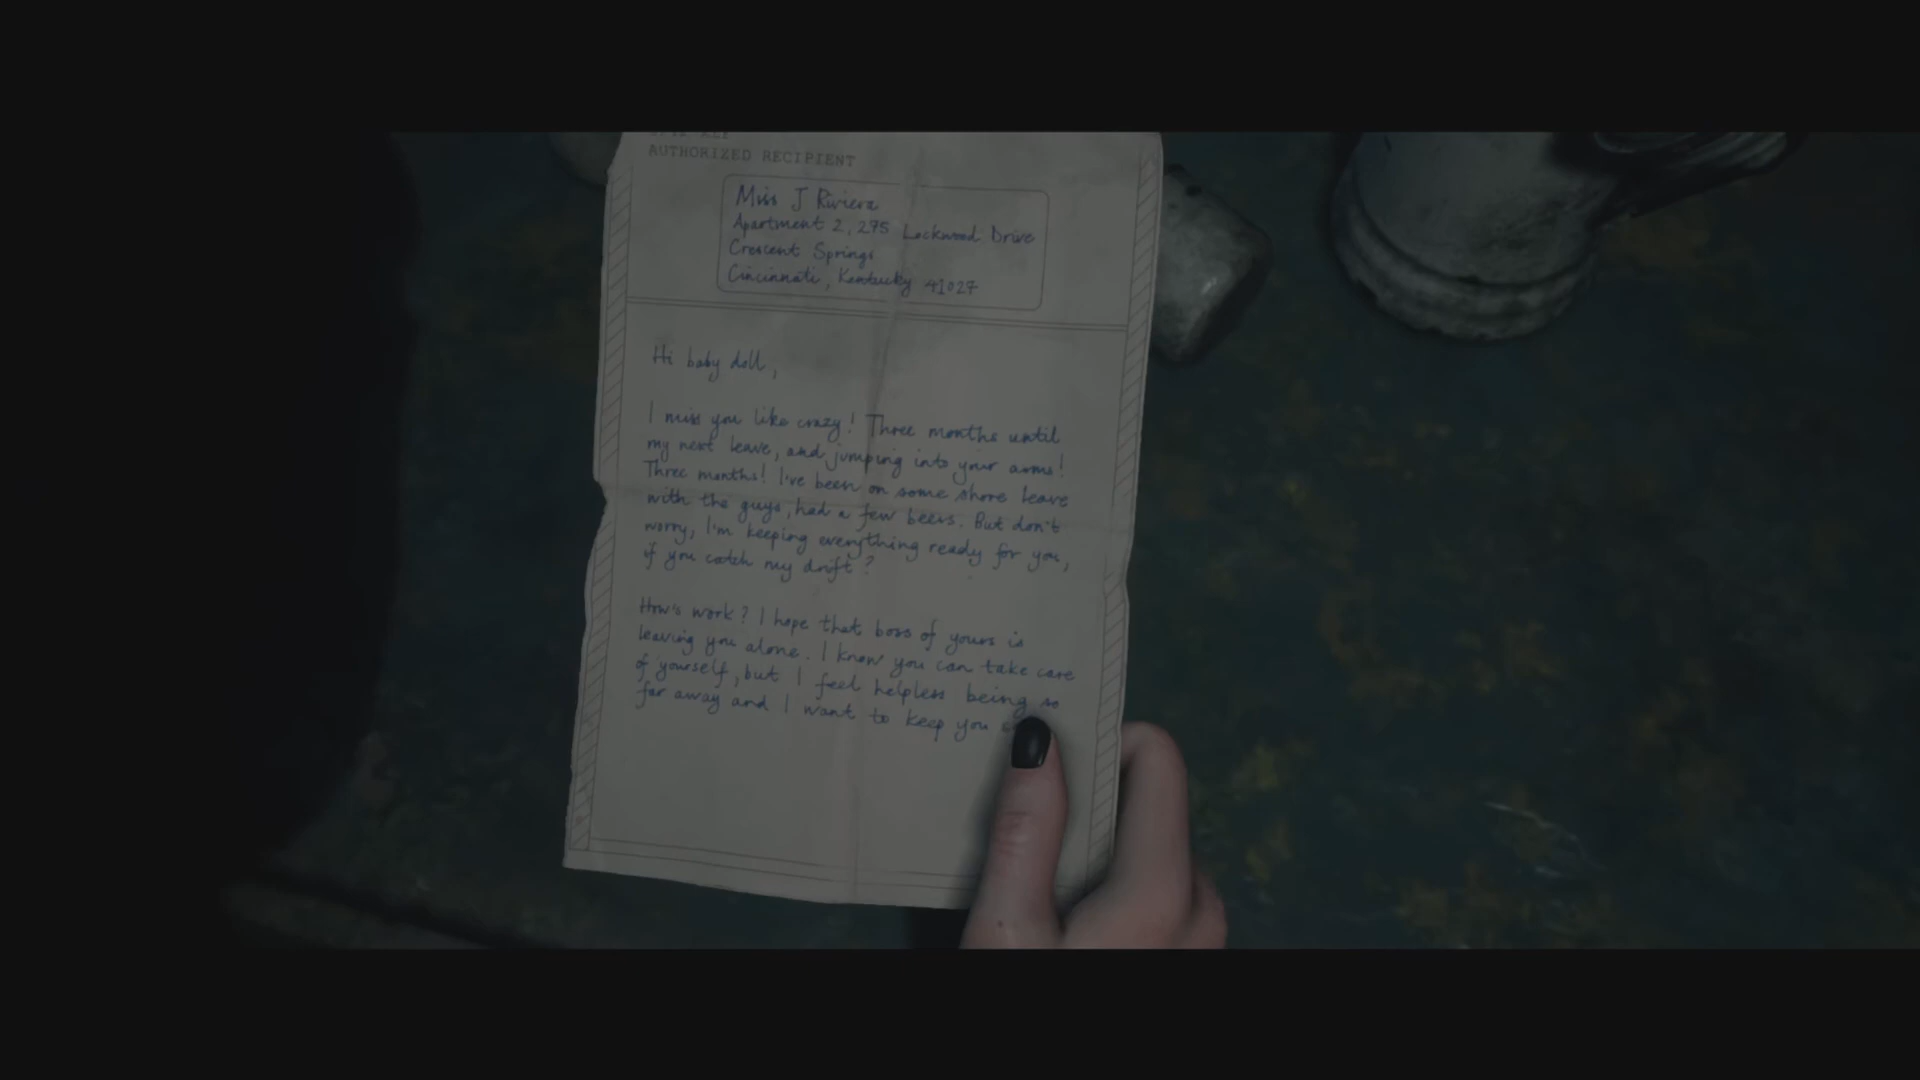 AUTHORIZED RECIPIENT
Miss J Riviera
Apartment 2, 275 Lockwood Drive
Crescent Springs
Cincinnati, Kentucky 41027
Hi baby doll,
I miss you like crazy! Three months until
my next leave, and jumping into your arms!
Three months! I've been on some shore leave
with the guys, had a few beers. But don't
worry, I'm keeping everything ready for you,
if you catch my drift?
How's work? I hope that boss of yours is
leaving you alone. I know you can take care
of yourself, but I feel helpless being so
far away and I want to keep you